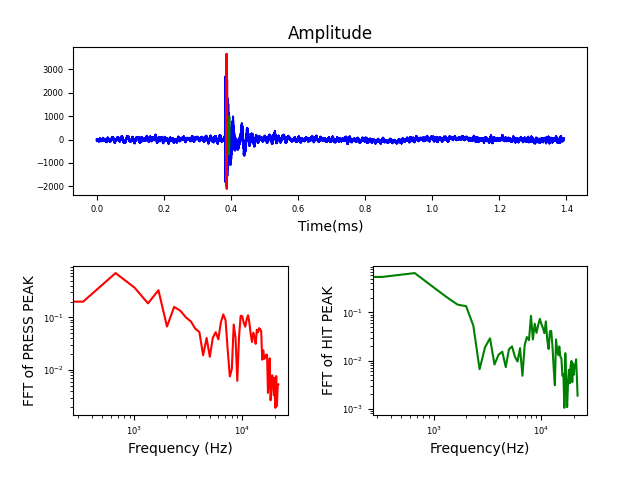 Amplitude
3000
2000
1000
0
−1000
−2000
0.0 0.2 0.4 0.6 0.8 1.0 1.2 1.4
Time(ms)
FFT of PRESS PEAK
10⁻¹
10⁻²
10³ 10⁴
Frequency (Hz)
FFT of HIT PEAK
10⁻¹
10⁻²
10⁻³
10³ 10⁴
Frequency(Hz)